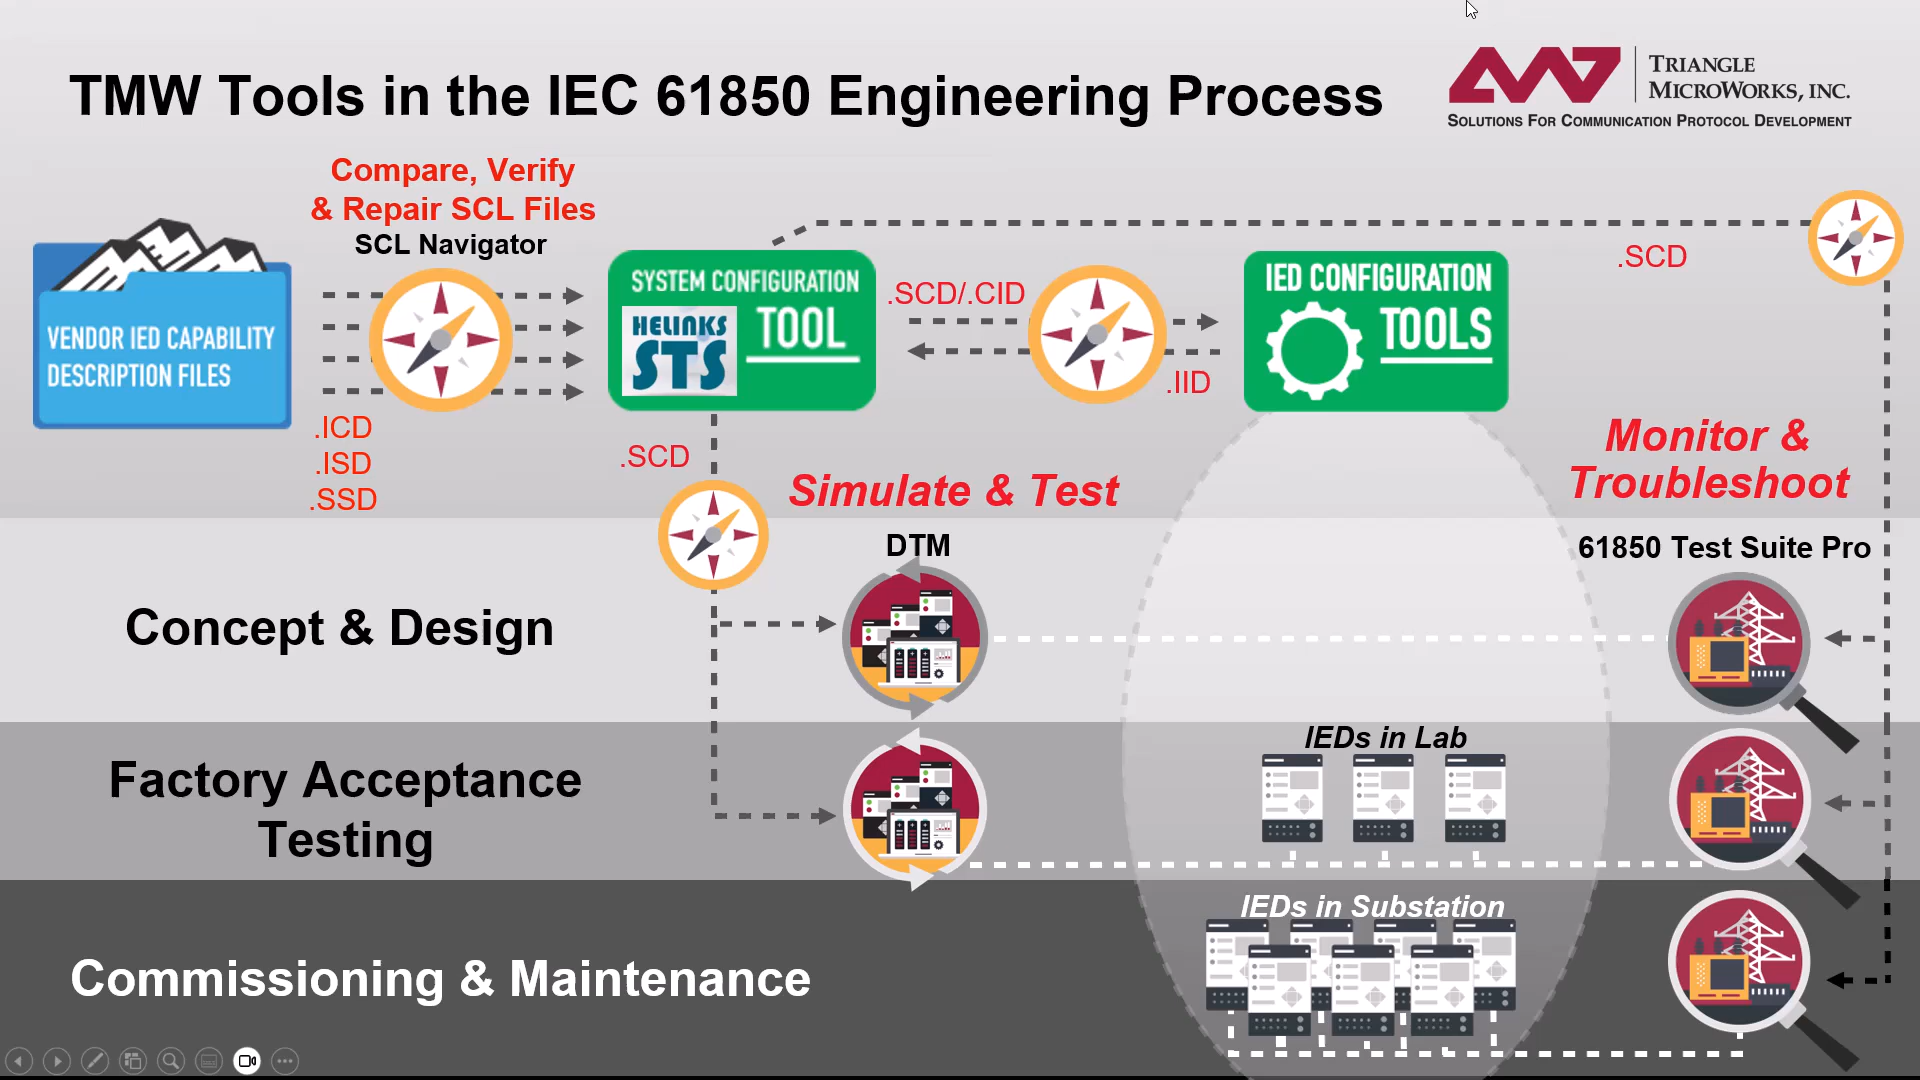 TMW Tools in the IEC 61850 Engineering Process
TRIANGLE
MICROWORKS, INC.
SOLUTIONS FOR COMMUNICATION PROTOCOL DEVELOPMENT
Compare, Verify
& Repair SCL Files
SCL Navigator
VENDOR IED CAPABILITY
DESCRIPTION FILES
.ICD
.ISD
.SSD
SYSTEM CONFIGURATION
TOOL
HELINKS
STS
.SCD/.CID
.IID
IED CONFIGURATION
TOOLS
.SCD
.SCD
Simulate & Test
Monitor &
Troubleshoot
DTM
61850 Test Suite Pro
Concept & Design
IEDs in Lab
Factory Acceptance
Testing
IEDs in Substation
Commissioning & Maintenance